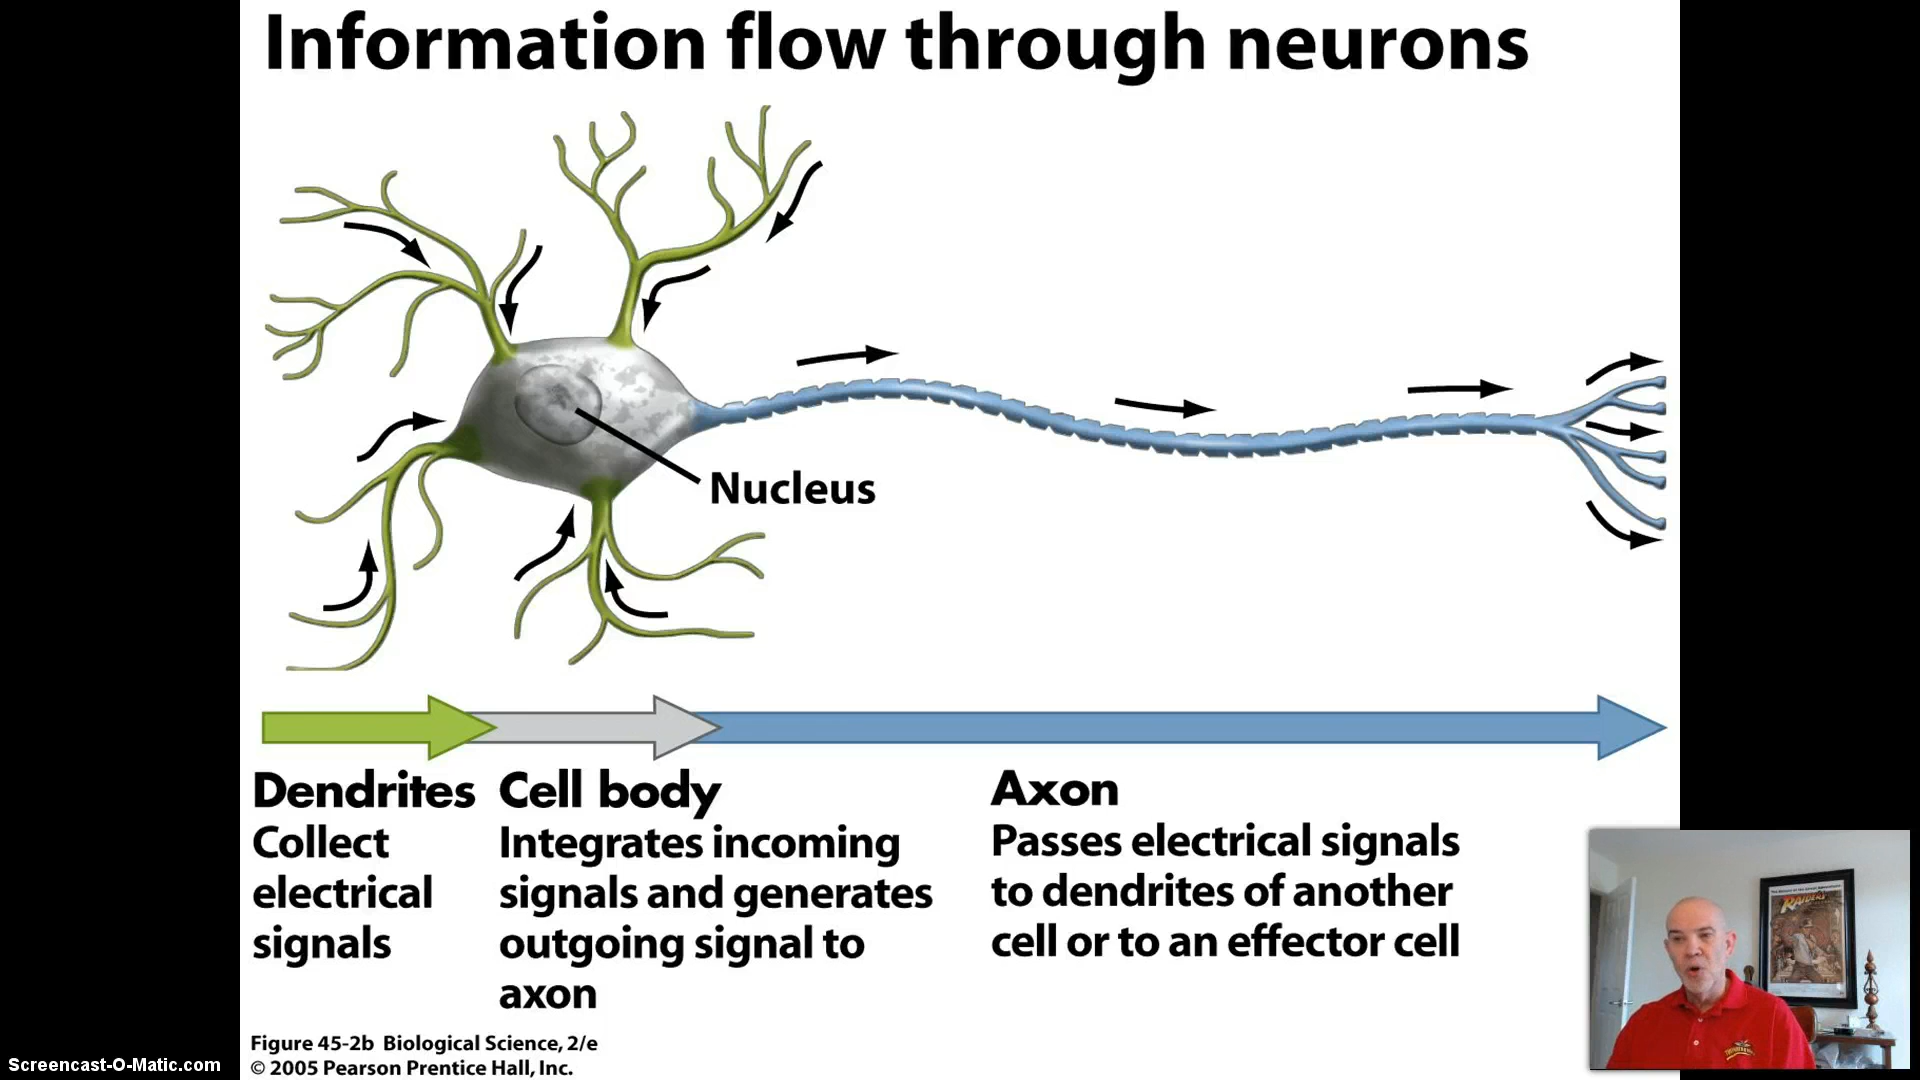 Information flow through neurons
Nucleus
Dendrites
Collect
electrical
signals
Cell body
Integrates incoming
signals and generates
outgoing signal to
axon
Axon
Passes electrical signals
to dendrites of another
cell or to an effector cell
Figure 45-2b Biological Science, 2/e
© 2005 Pearson Prentice Hall, Inc.
Screencast-O-Matic.com
RAIDERS